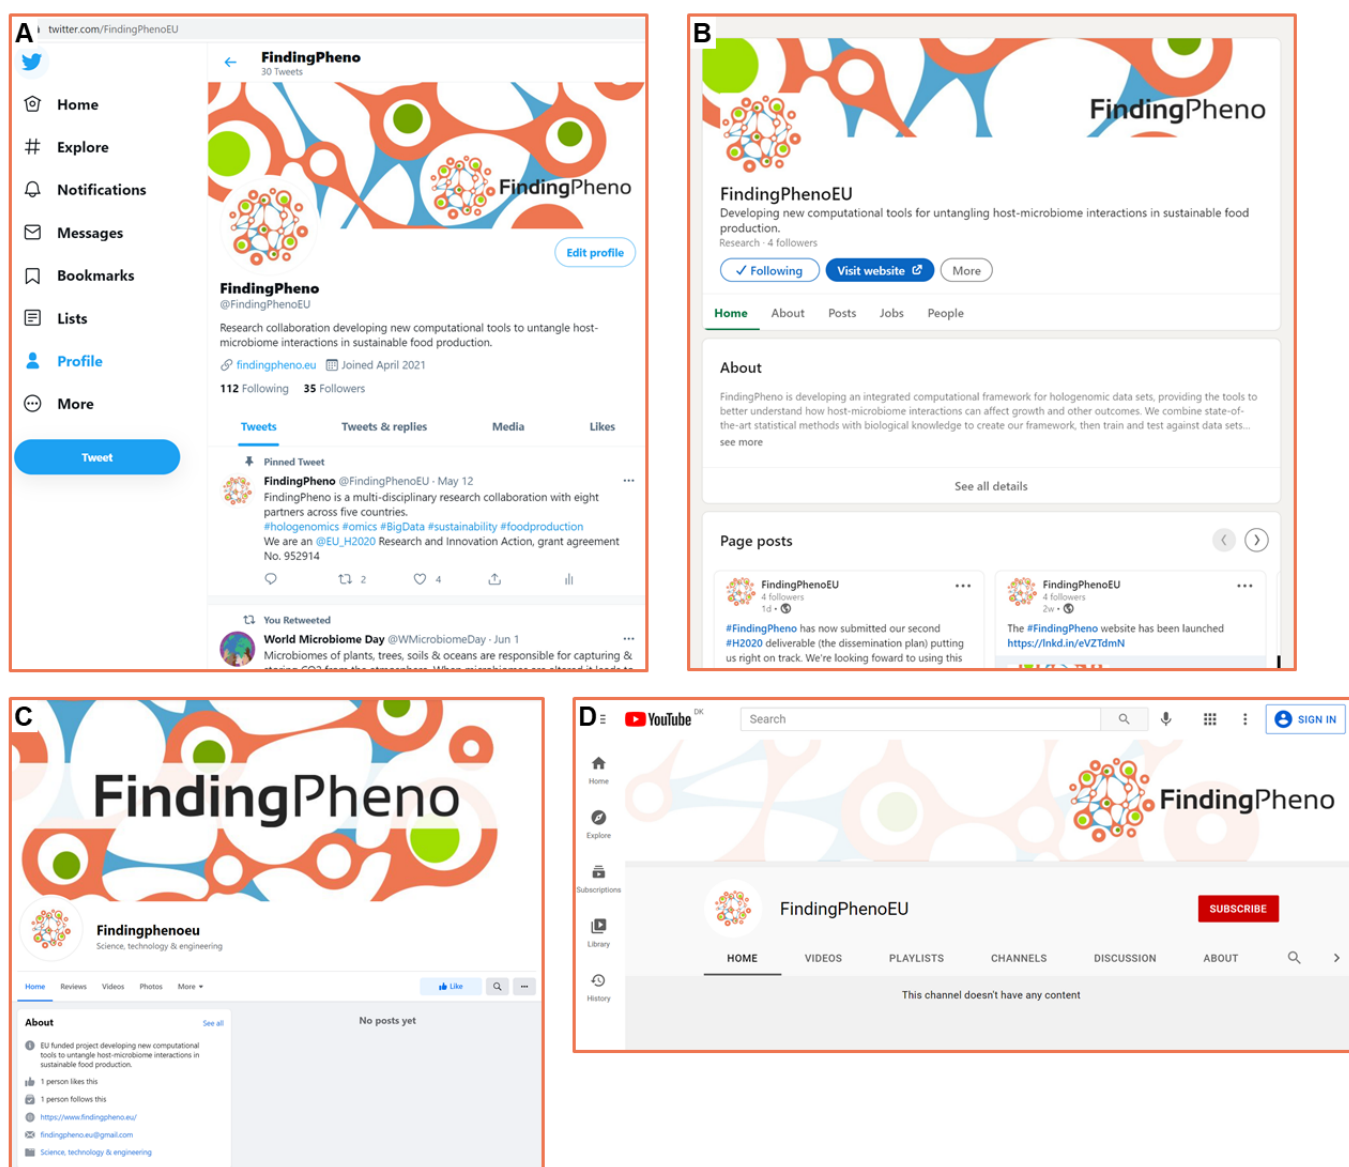 A
twitter.com/FindingPhenoEU
FindingPheno
30 Tweets
Home
Explore
Notifications
Messages
Bookmarks
Lists
Profile
More
Tweet
FindingPheno
Edit profile
FindingPheno
@FindingPhenoEU
Research collaboration developing new computational tools to untangle host-
microbiome interactions in sustainable food production.
findingpheno.eu Joined April 2021
112 Following 35 Followers
Tweets Tweets & replies Media Likes
Pinned Tweet
FindingPheno @FindingPhenoEU · May 12
FindingPheno is a multi-disciplinary research collaboration with eight
partners across five countries.
#hologenomics #omics #BigData #sustainability #foodproduction
We are an @EU_H2020 Research and Innovation Action, grant agreement
No. 952914
2 4
You Retweeted
World Microbiome Day @WMicrobiomeDay · Jun 1
Microbiomes of plants, trees, soils & oceans are responsible for capturing &
storing CO2 from the atmosphere. When microbiomes are altered it leads to
B
FindingPheno
FindingPhenoEU
Developing new computational tools for untangling host-microbiome interactions in sustainable food
production.
Research · 4 followers
Following Visit website More
Home About Posts Jobs People
About
FindingPheno is developing an integrated computational framework for hologenomic data sets, providing the tools to
better understand how host-microbiome interactions can affect growth and other outcomes. We combine state-of-
the-art statistical methods with biological knowledge to create our framework, then train and test against data sets...
see more
See all details
Page posts
FindingPhenoEU
4 followers
1d •
#FindingPheno has now submitted our second
#H2020 deliverable (the dissemination plan) putting
us right on track. We're looking foward to using this
FindingPhenoEU
4 followers
2w •
The #FindingPheno website has been launched
https://lnkd.in/eVZTdmN
C
FindingPheno
Findingphenoeu
Science, technology & engineering
Home Reviews Videos Photos More
Like
About See all
EU funded project developing new computational
tools to untangle host-microbiome interactions in
sustainable food production.
1 person likes this
1 person follows this
https://www.findingpheno.eu/
findingpheno.eu@gmail.com
Science, technology & engineering
No posts yet
D
YouTube DK
Search
SIGN IN
Home
Explore
Subscriptions
Library
History
FindingPheno
FindingPhenoEU
SUBSCRIBE
HOME VIDEOS PLAYLISTS CHANNELS DISCUSSION ABOUT
This channel doesn't have any content